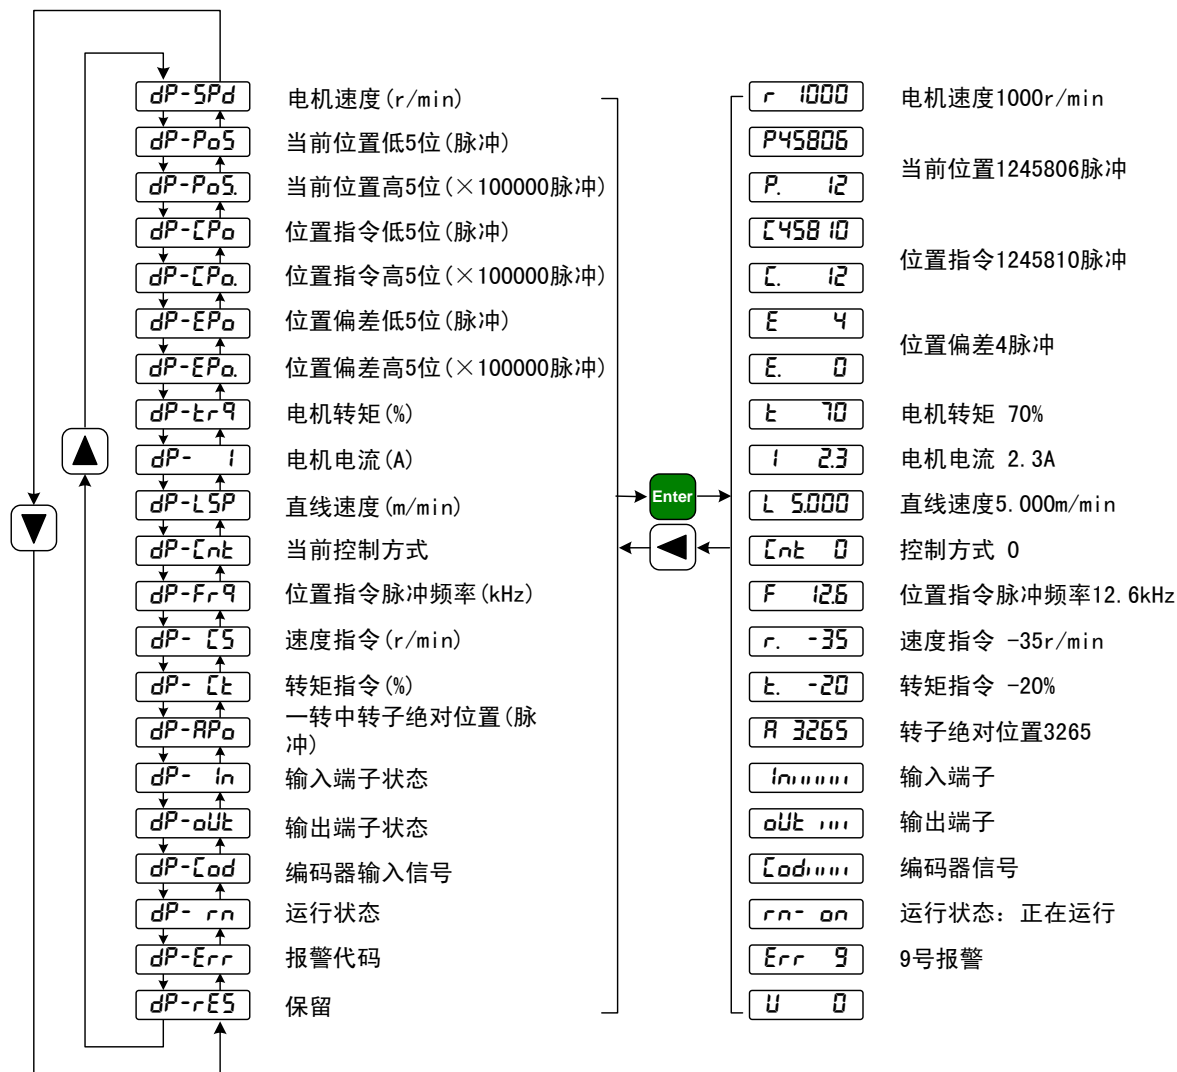 dP-SPd 电机速度(r/min) r 1000 电机速度1000r/min
dP-PoS 当前位置低5位(脉冲) P45806
当前位置1245806脉冲
dP-PoS. 当前位置高5位(×100000脉冲) P. 12
dP-CPo 位置指令低5位(脉冲) C45810
位置指令1245810脉冲
dP-CPo. 位置指令高5位(×100000脉冲) C. 12
dP-EPo 位置偏差低5位(脉冲) E 4
位置偏差4脉冲
dP-EPo. 位置偏差高5位(×100000脉冲) E. 0
dP-trq 电机转矩(%) t 70 电机转矩 70%
dP- I 电机电流(A) I 2.3 电机电流 2.3A
dP-LSP 直线速度(m/min) Enter L 5.000 直线速度5.000m/min
dP-Cnt 当前控制方式 Cnt 0 控制方式 0
dP-Frq 位置指令脉冲频率(kHz) F 12.6 位置指令脉冲频率12.6kHz
dP- CS 速度指令(r/min) r. -35 速度指令 -35r/min
dP- Ct 转矩指令(%) t. -20 转矩指令 -20%
dP-APo 一转中转子绝对位置(脉
冲) A 3265 转子绝对位置3265
dP- In 输入端子状态 In 输入端子
dP-oUt 输出端子状态 oUt 输出端子
dP-Cod 编码器输入信号 Cod 编码器信号
dP- rn 运行状态 rn- on 运行状态：正在运行
dP-Err 报警代码 Err 9 9号报警
dP-rES 保留 U 0